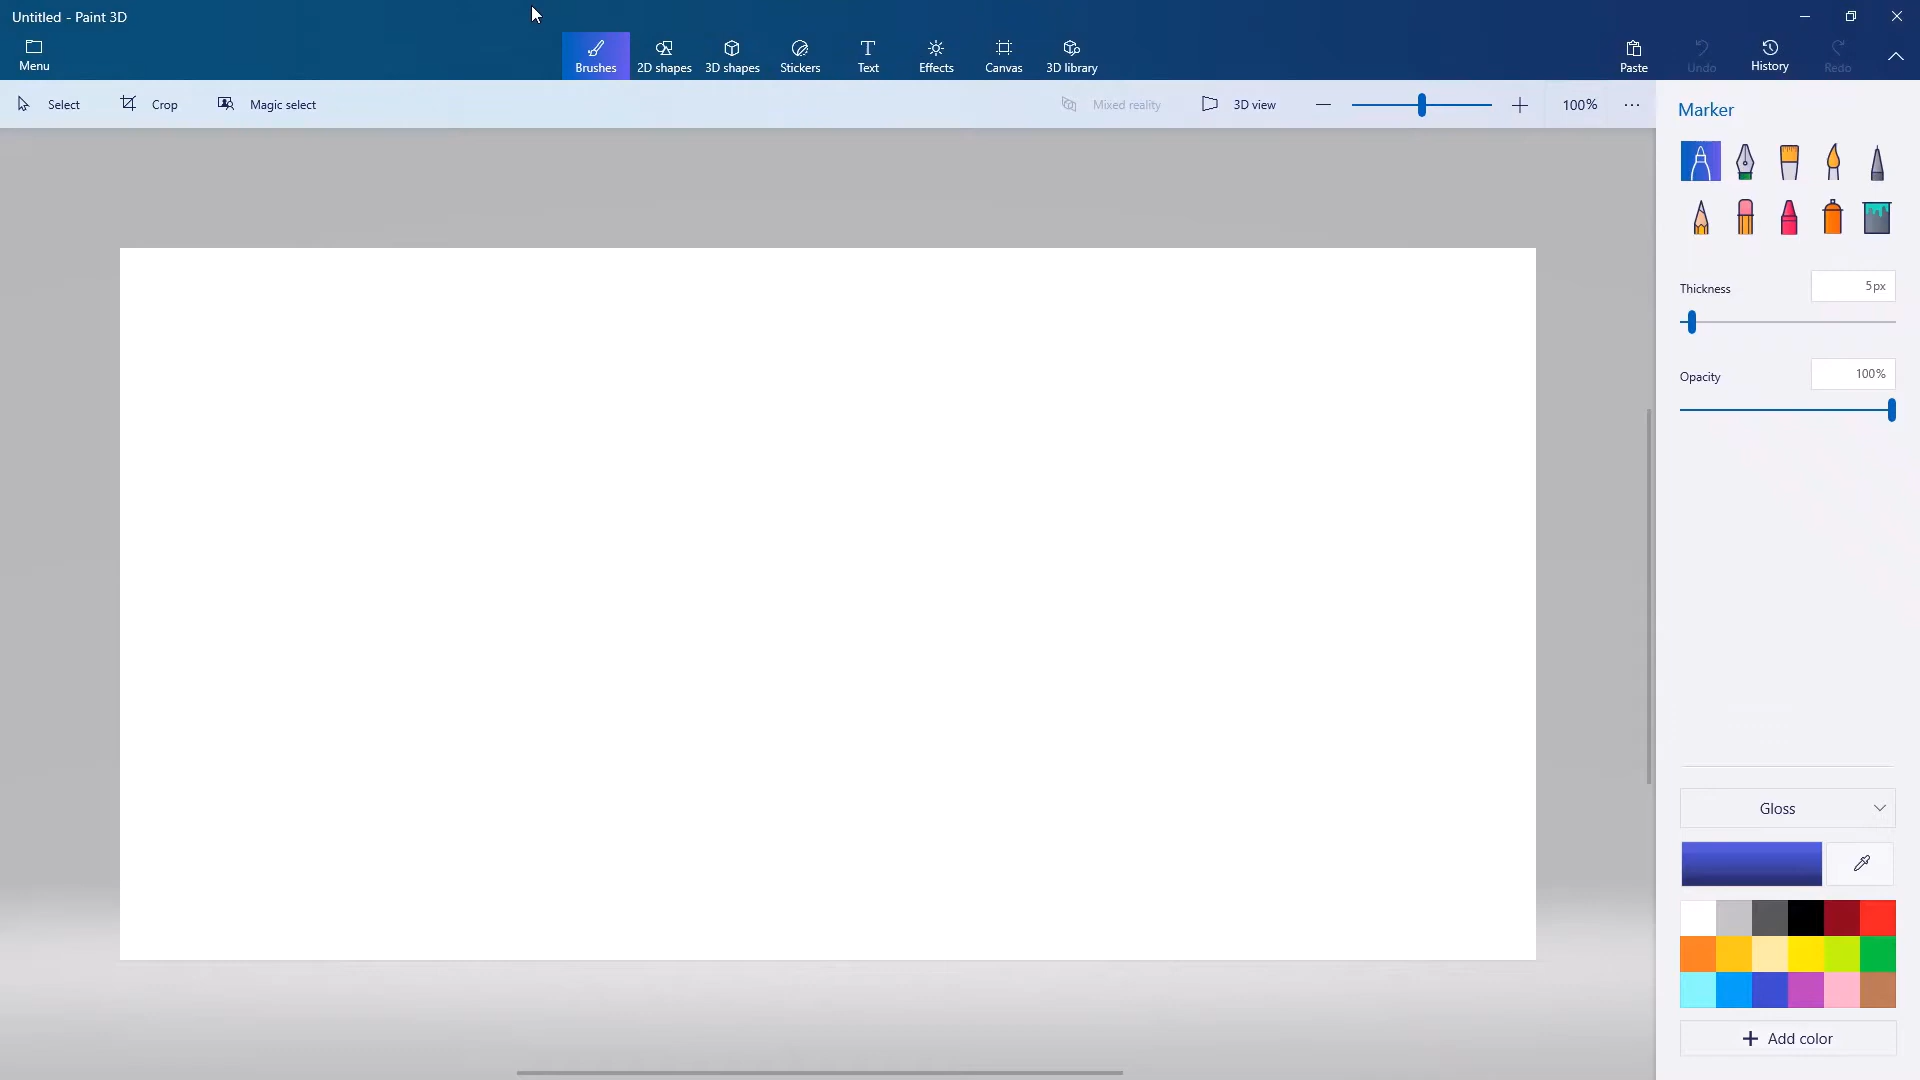 Untitled - Paint 3D
Menu
Brushes
2D shapes
3D shapes
Stickers
Text
Effects
Canvas
3D library
Paste
Undo
History
Redo
Select
Crop
Magic select
Mixed reality
3D view
100%
Marker
Thickness
5px
Opacity
100%
Gloss
Add color